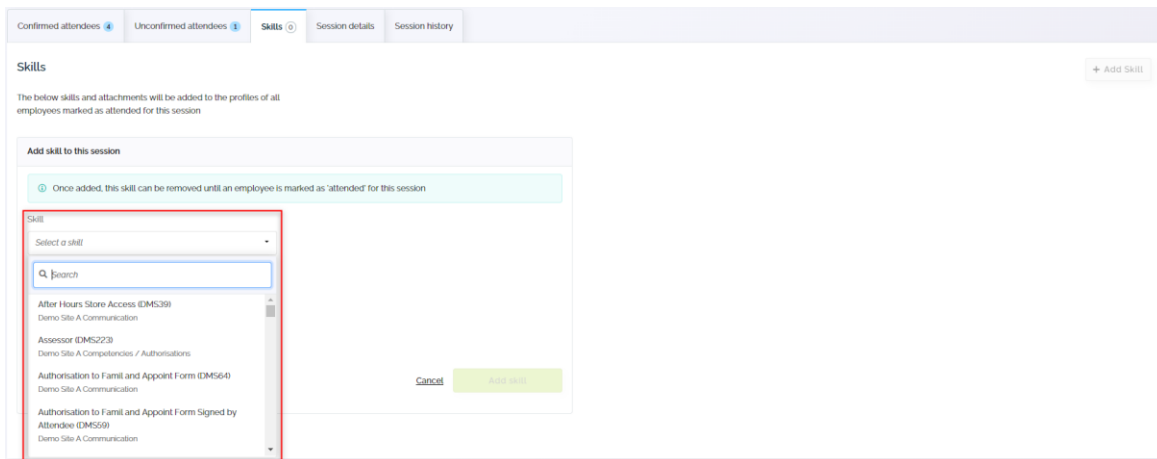 Confirmed attendees 4 Unconfirmed attendees 1 Skills 0 Session details Session history
Skills
+ Add Skill
The below skills and attachments will be added to the profiles of all
employees marked as attended for this session
Add skill to this session
Once added, this skill can be removed until an employee is marked as 'attended' for this session
Skill
Select a skill
Search
After Hours Store Access (DMS39)
Demo Site A Communication
Assessor (DMS223)
Demo Site A Competencies / Authorisations
Authorisation to Famil and Appoint Form (DMS64)
Demo Site A Communication
Cancel Add skill
Authorisation to Famil and Appoint Form Signed by
Attendee (DMS59)
Demo Site A Communication